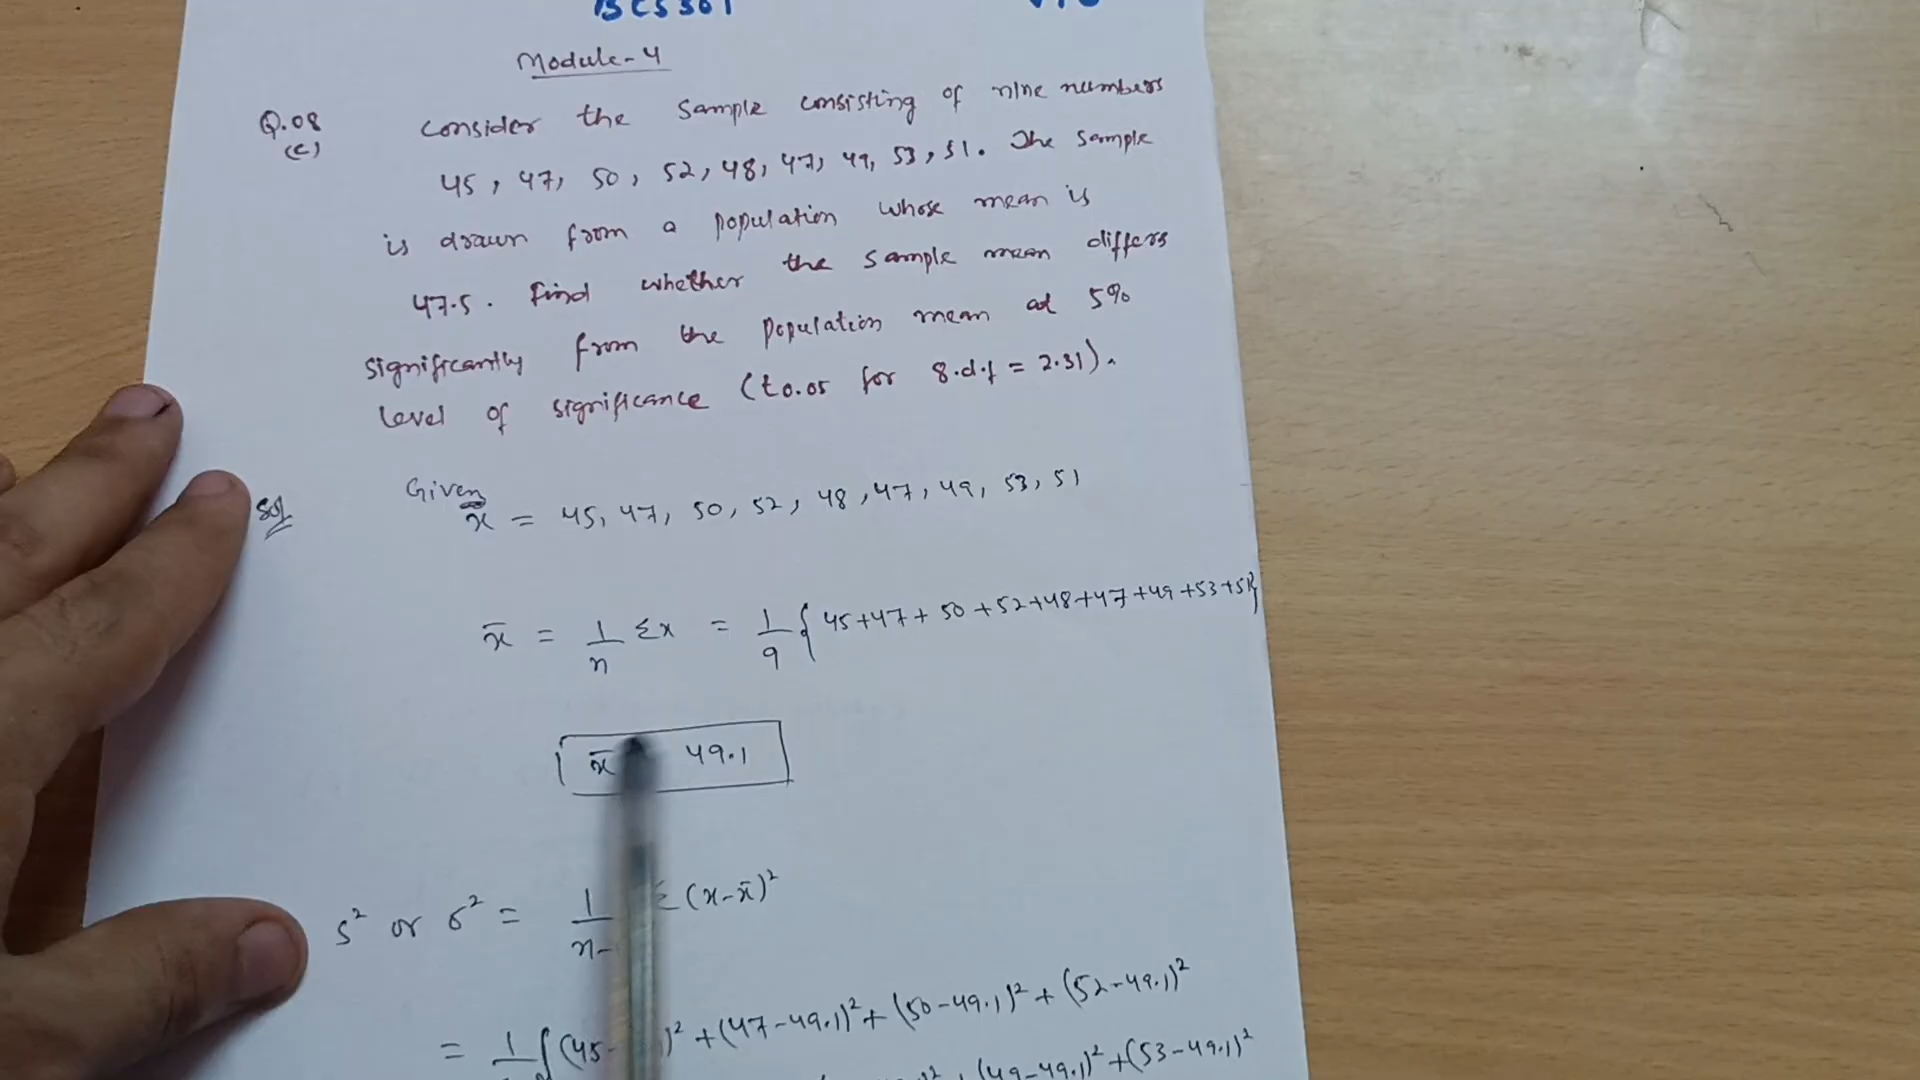 Module-4
Q.08 Consider the sample consisting of nine numbers
(c) 45, 47, 50, 52, 48, 47, 49, 53, 51. The sample
is drawn from a population whose mean is
47.5. Find whether the sample mean differs
significantly from the population mean at 5%
level of significance (t0.05 for 8.d.f = 2.31).
Sol Given
x = 45, 47, 50, 52, 48, 47, 49, 53, 51
x̄ = 1/n Σx = 1/9 {45+47+50+52+48+47+49+53+51}
x̄ 49.1
s² or σ² = 1/n- Σ(x-x̄)²
= 1 {(45- )² + (47-49.1)² + (50-49.1)² + (52-49.1)²
(49-49.1)² + (53-49.1)²